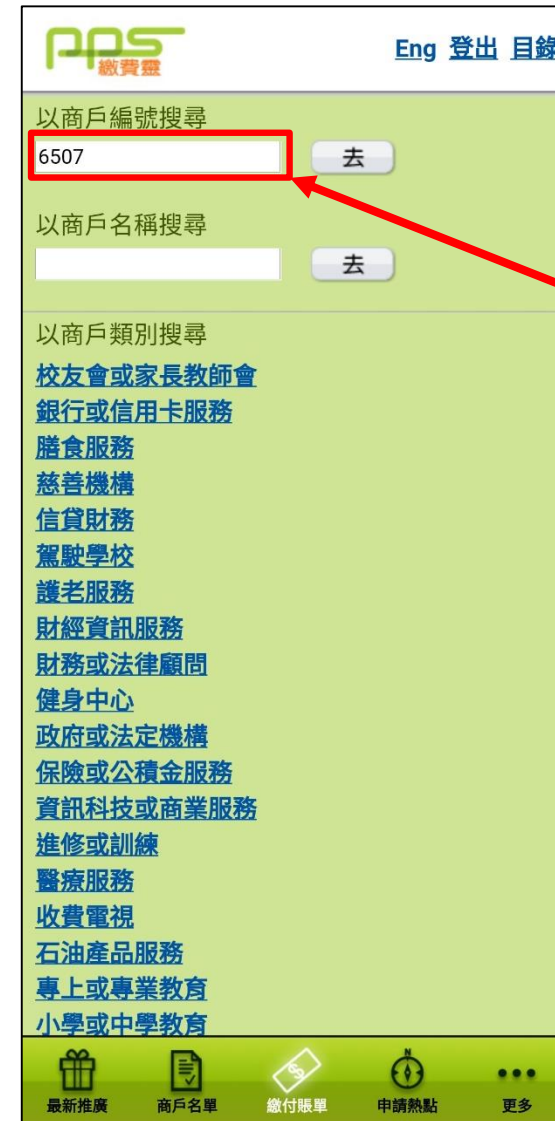 pps
繳費靈
Eng 登出 目錄
以商戶編號搜尋
6507 去
以商戶名稱搜尋
去
以商戶類別搜尋
校友會或家長教師會
銀行或信用卡服務
膳食服務
慈善機構
信貸財務
駕駛學校
護老服務
財經資訊服務
財務或法律顧問
健身中心
政府或法定機構
保險或公積金服務
資訊科技或商業服務
進修或訓練
醫療服務
收費電視
石油產品服務
專上或專業教育
小學或中學教育
最新推廣 商戶名單 繳付賬單 申請熱點 更多